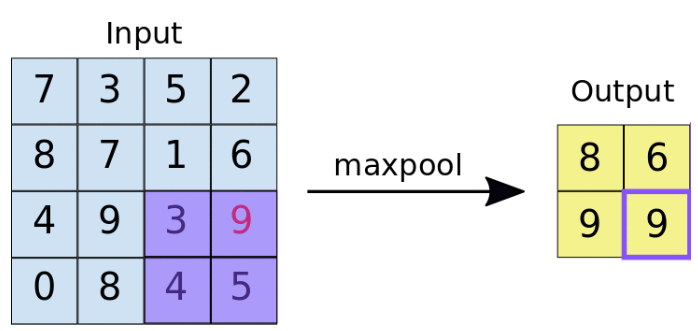 Input
7 3 5 2
8 7 1 6
4 9 3 9
0 8 4 5
maxpool
Output
8 6
9 9